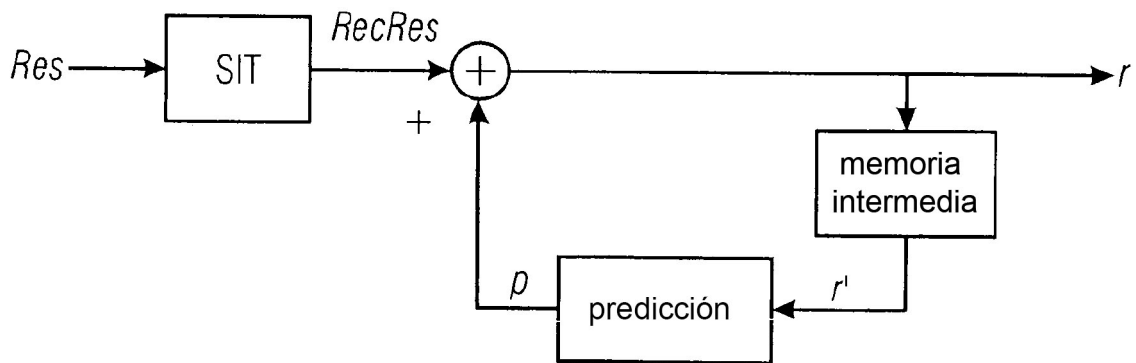 RecRes
Res
SIT
+
r
+
memoria
intermedia
p
predicción
r'